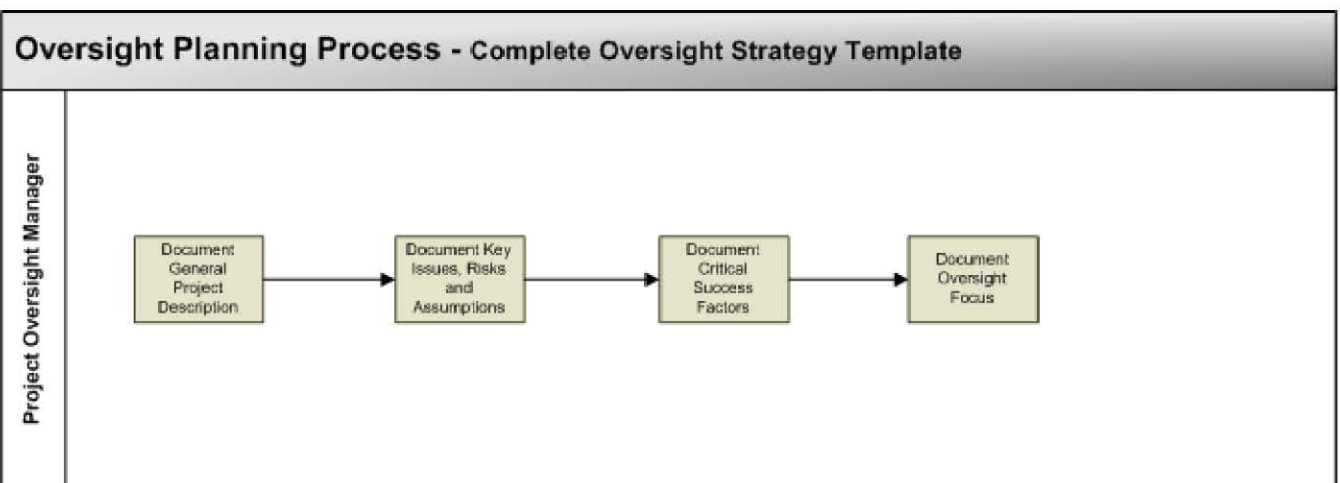 Oversight Planning Process - Complete Oversight Strategy Template
Project Oversight Manager
Document
General
Project
Description
Document Key
Issues, Risks
and
Assumptions
Document
Critical
Success
Factors
Document
Oversight
Focus